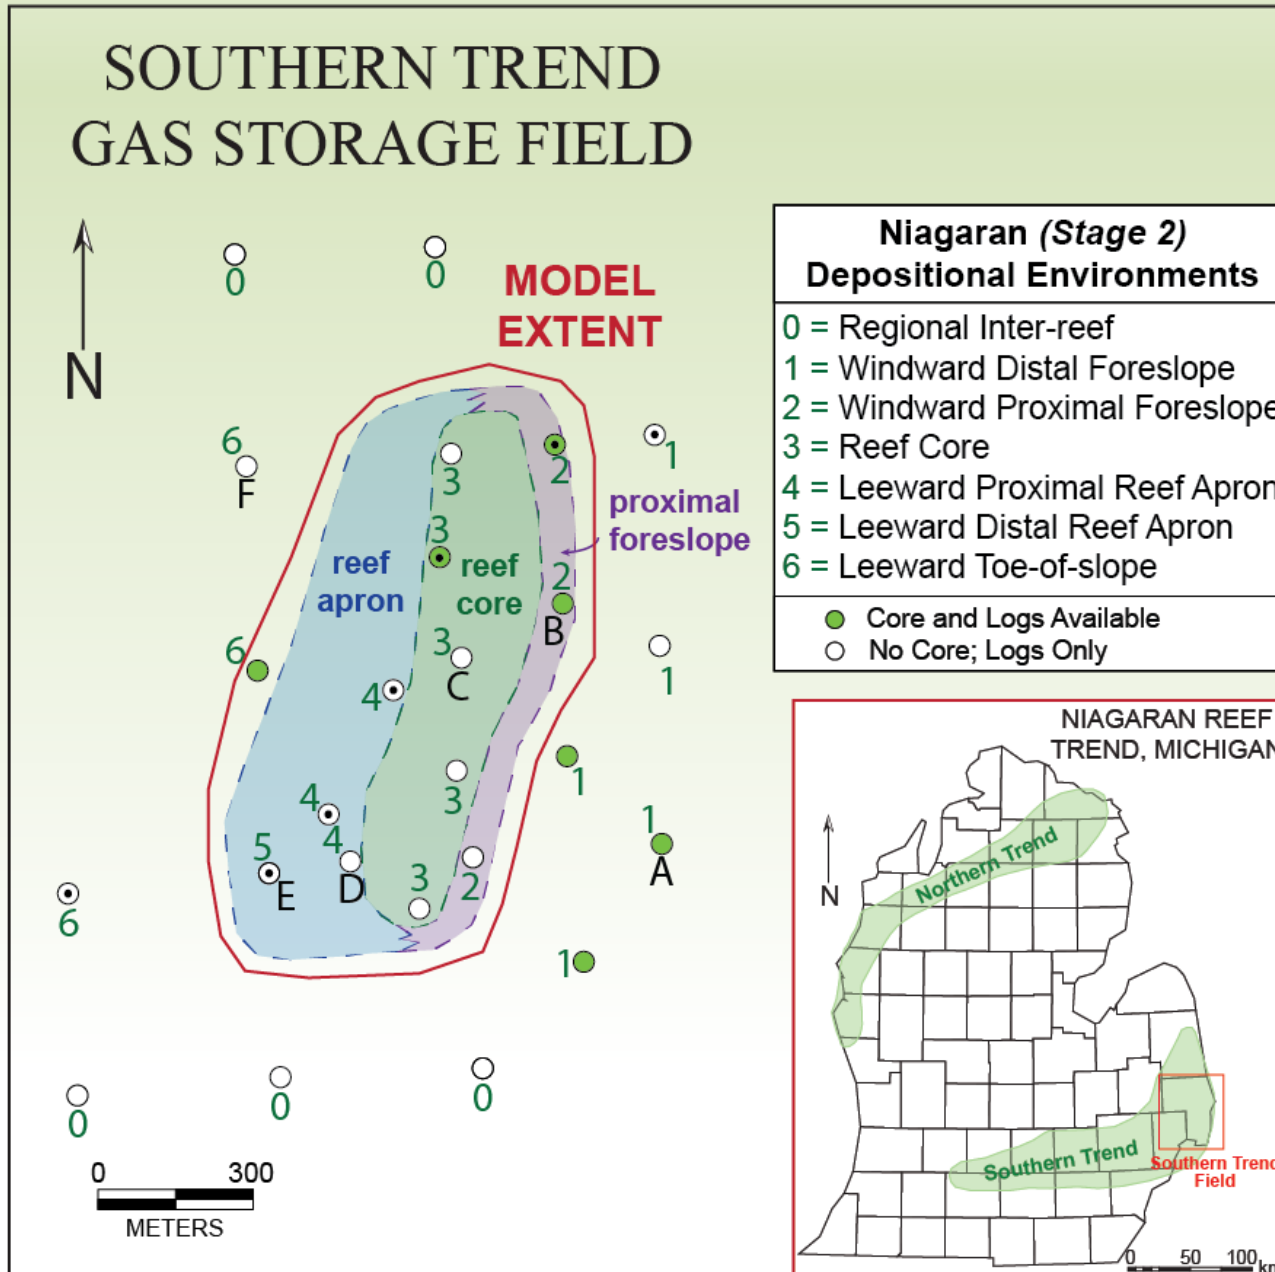 SOUTHERN TREND
GAS STORAGE FIELD
N
0
0
MODEL
EXTENT
6
F
3
2
1
proximal
foreslope
3
reef
apron
reef
core
2
B
6
3
C
1
4
3
1
4
4
5
E
D
3
2
1
A
6
1
0
0
0
0 300
METERS
Niagaran (Stage 2)
Depositional Environments
0 = Regional Inter-reef
1 = Windward Distal Foreslope
2 = Windward Proximal Foreslope
3 = Reef Core
4 = Leeward Proximal Reef Apron
5 = Leeward Distal Reef Apron
6 = Leeward Toe-of-slope
Core and Logs Available
No Core; Logs Only
NIAGARAN REEF
TREND, MICHIGAN
N
Northern Trend
Southern Trend
Southern Trend
Field
0 50 100 km